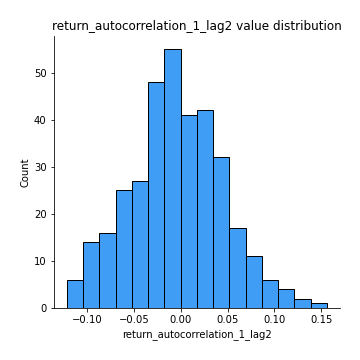 return_autocorrelation_1_lag2 value distribution
Count
50
40
30
20
10
0
−0.10 −0.05 0.00 0.05 0.10 0.15
return_autocorrelation_1_lag2